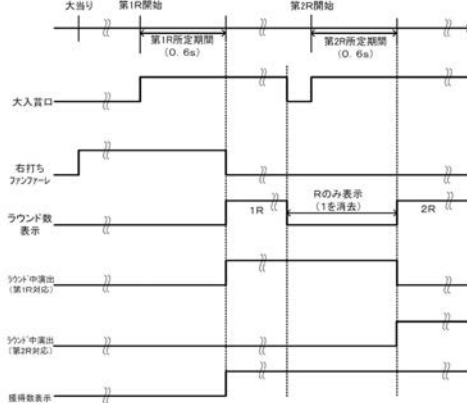 大当り 第1R開始 第2R開始
第1R所定期間
(0.6s)
第2R所定期間
(0.6s)
大入賞口
右打ち
ファンファーレ
ラウンド数
表示
1R
Rのみ表示
(1を消去)
2R
ラウンド中演出
(第1R対応)
ラウンド中演出
(第2R対応)
獲得数表示